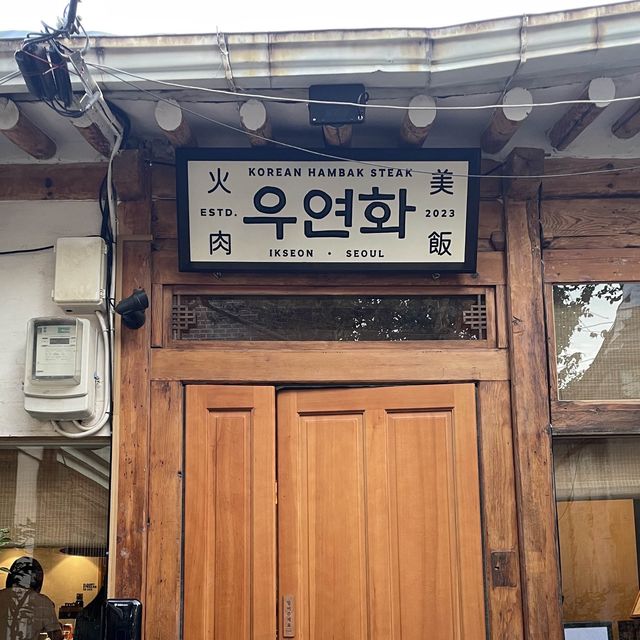 KOREAN HAMBAK STEAK
火肉
ESTD.
우연화
2023
美飯
IKSEON • SEOUL